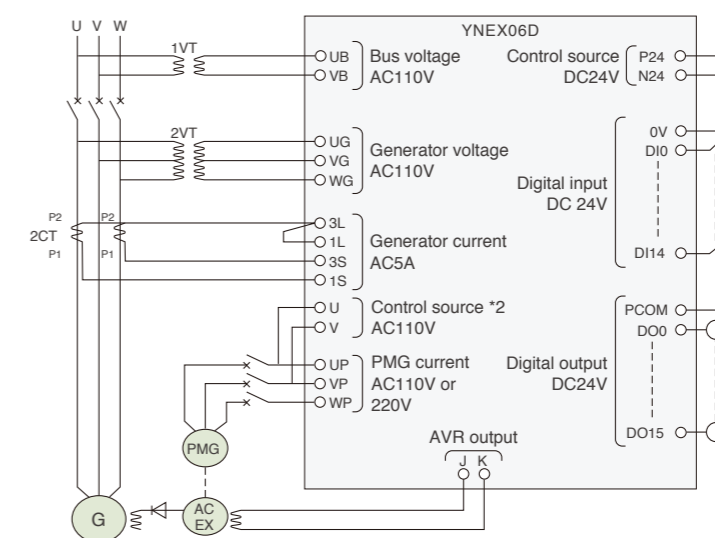 U V W
YNEX06D
1VT
UB
VB
Bus voltage
AC110V
Control source
DC24V
P24
N24
2VT
UG
VG
WG
Generator voltage
AC110V
0V
DI0
Digital input
DC 24V
DI14
P2
P2
2CT
P1
P1
3L
1L
3S
1S
Generator current
AC5A
U
V
Control source *2
AC110V
UP
VP
WP
PMG current
AC110V or
220V
PCOM
DO0
Digital output
DC24V
DO15
AVR output
J K
PMG
G
AC
EX